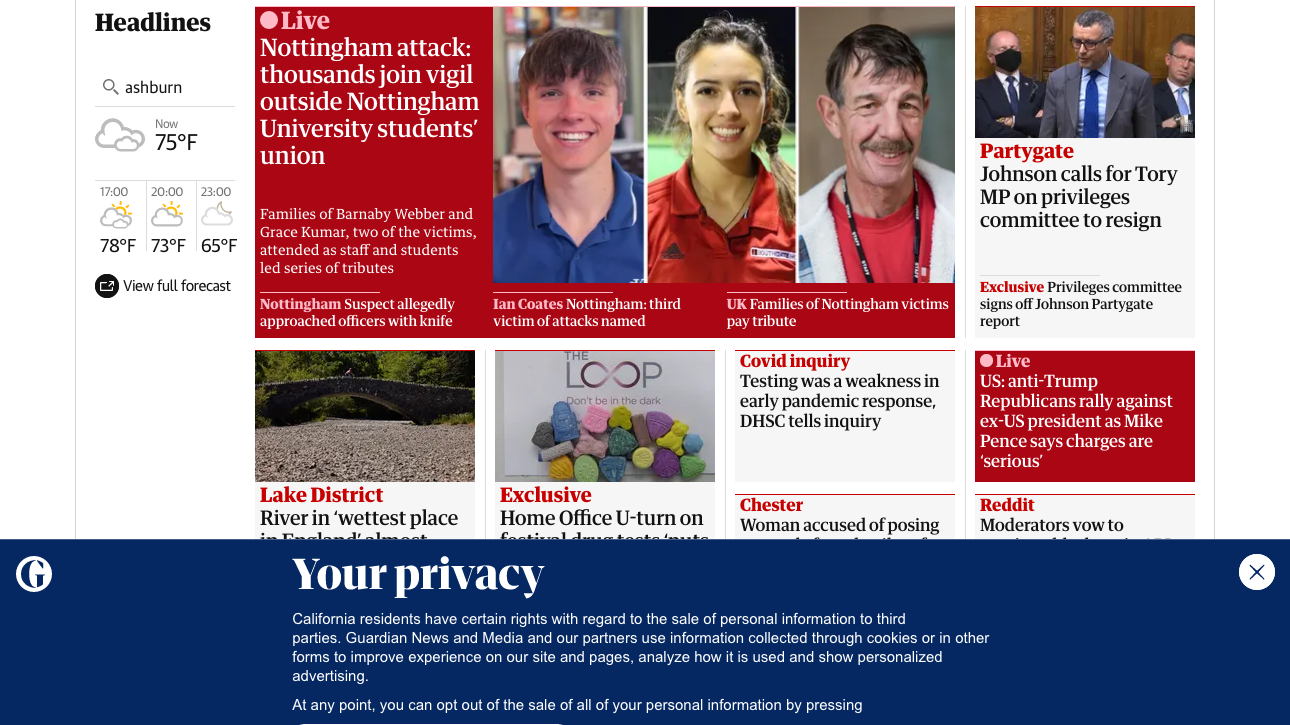 Headlines
ashburn
Now
75°F
17:00
20:00
23:00
78°F
73°F
65°F
View full forecast
Live
Nottingham attack:
thousands join vigil
outside Nottingham
University students’
union
Families of Barnaby Webber and
Grace Kumar, two of the victims,
attended as staff and students
led series of tributes
Nottingham Suspect allegedly
approached officers with knife
Ian Coates Nottingham: third
victim of attacks named
UK Families of Nottingham victims
pay tribute
Partygate
Johnson calls for Tory
MP on privileges
committee to resign
Exclusive Privileges committee
signs off Johnson Partygate
report
THE
LOOP
Don't be in the dark
Lake District
River in ‘wettest place
in England’ almost
Exclusive
Home Office U-turn on
festival drug tests ‘puts
Covid inquiry
Testing was a weakness in
early pandemic response,
DHSC tells inquiry
Chester
Woman accused of posing
Live
US: anti-Trump
Republicans rally against
ex-US president as Mike
Pence says charges are
‘serious’
Reddit
Moderators vow to
Your privacy
California residents have certain rights with regard to the sale of personal information to third
parties. Guardian News and Media and our partners use information collected through cookies or in other
forms to improve experience on our site and pages, analyze how it is used and show personalized
advertising.
At any point, you can opt out of the sale of all of your personal information by pressing